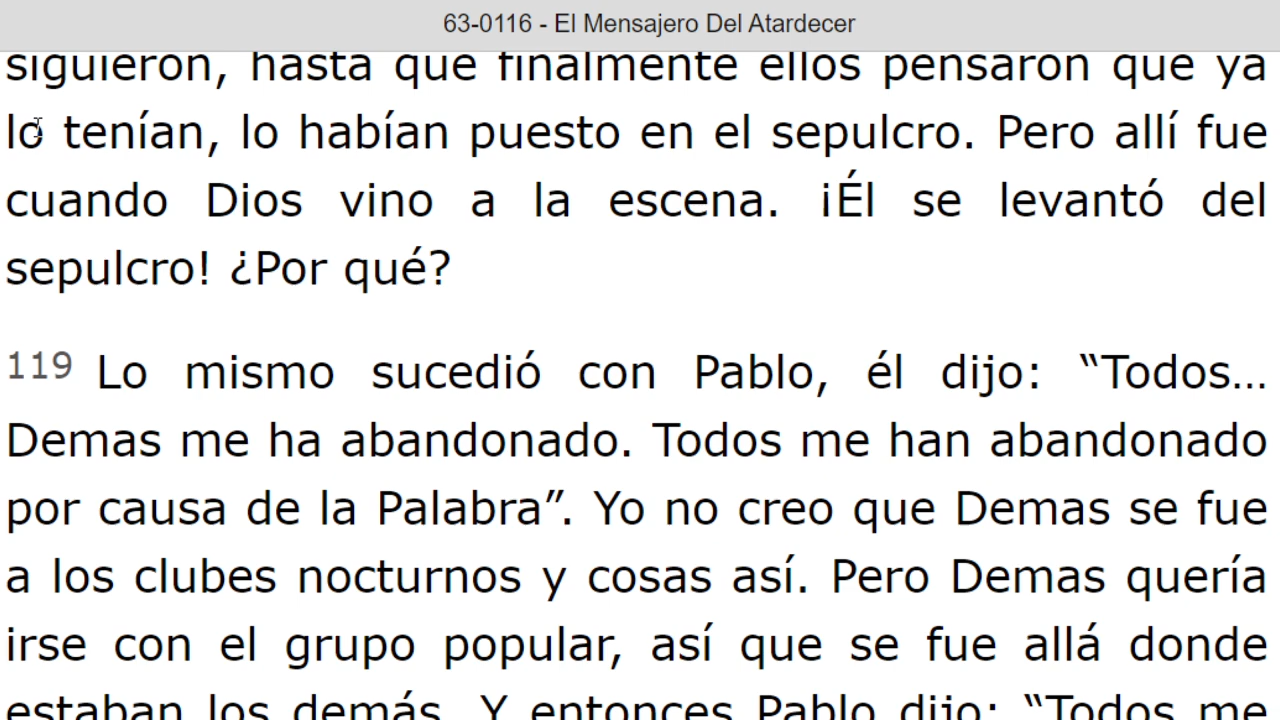 63-0116 - El Mensajero Del Atardecer
siguieron, hasta que finalmente ellos pensaron que ya
lo tenían, lo habían puesto en el sepulcro. Pero allí fue
cuando Dios vino a la escena. ¡Él se levantó del
sepulcro! ¿Por qué?
119 Lo mismo sucedió con Pablo, él dijo: “Todos…
Demas me ha abandonado. Todos me han abandonado
por causa de la Palabra”. Yo no creo que Demas se fue
a los clubes nocturnos y cosas así. Pero Demas quería
irse con el grupo popular, así que se fue allá donde
estaban los demás. Y entonces Pablo dijo: “Todos me